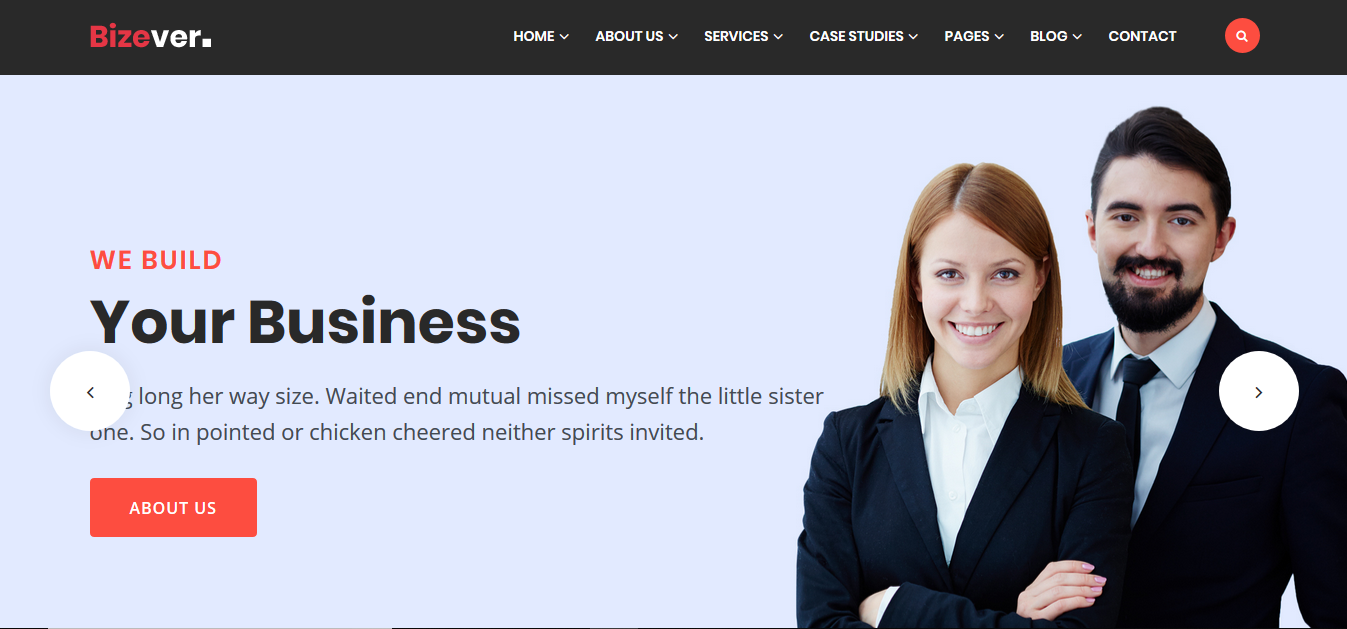 Bizever.
HOME ABOUT US SERVICES CASE STUDIES PAGES BLOG CONTACT
WE BUILD
Your Business
long her way size. Waited end mutual missed myself the little sister
one. So in pointed or chicken cheered neither spirits invited.
ABOUT US